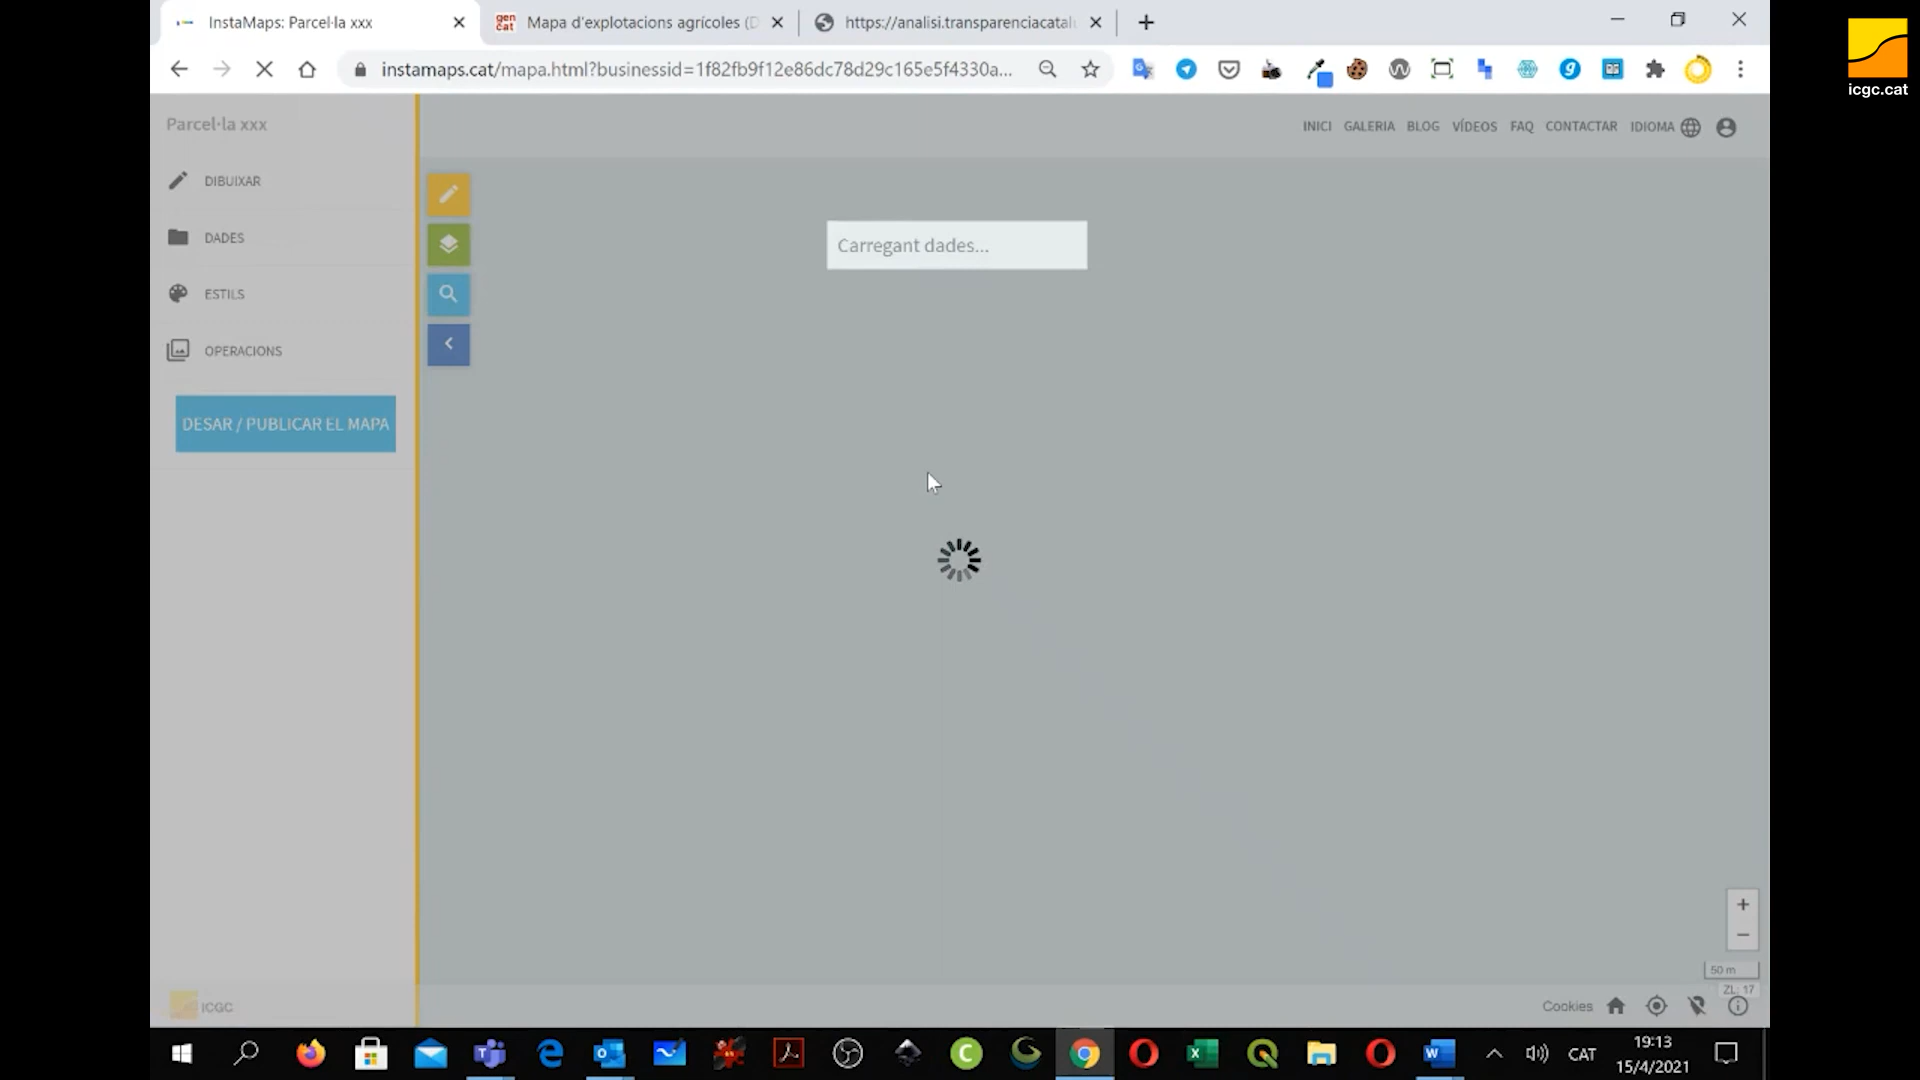 InstaMaps: Parcel·la xxx
gen cat
Mapa d'explotacions agrícoles (D
https://analisi.transparenciacatal
icgc.cat
instamaps.cat/mapa.html?businessid=1f82fb9f12e86dc78d29c165e5f4330a...
Parcel·la xxx
INICI GALERIA BLOG VÍDEOS FAQ CONTACTAR IDIOMA
DIBUIXAR
DADES
Carregant dades...
ESTILS
OPERACIONS
DESAR / PUBLICAR EL MAPA
+
−
50 m
ZL: 17
ICGC
Cookies
CAT
19:13
15/4/2021